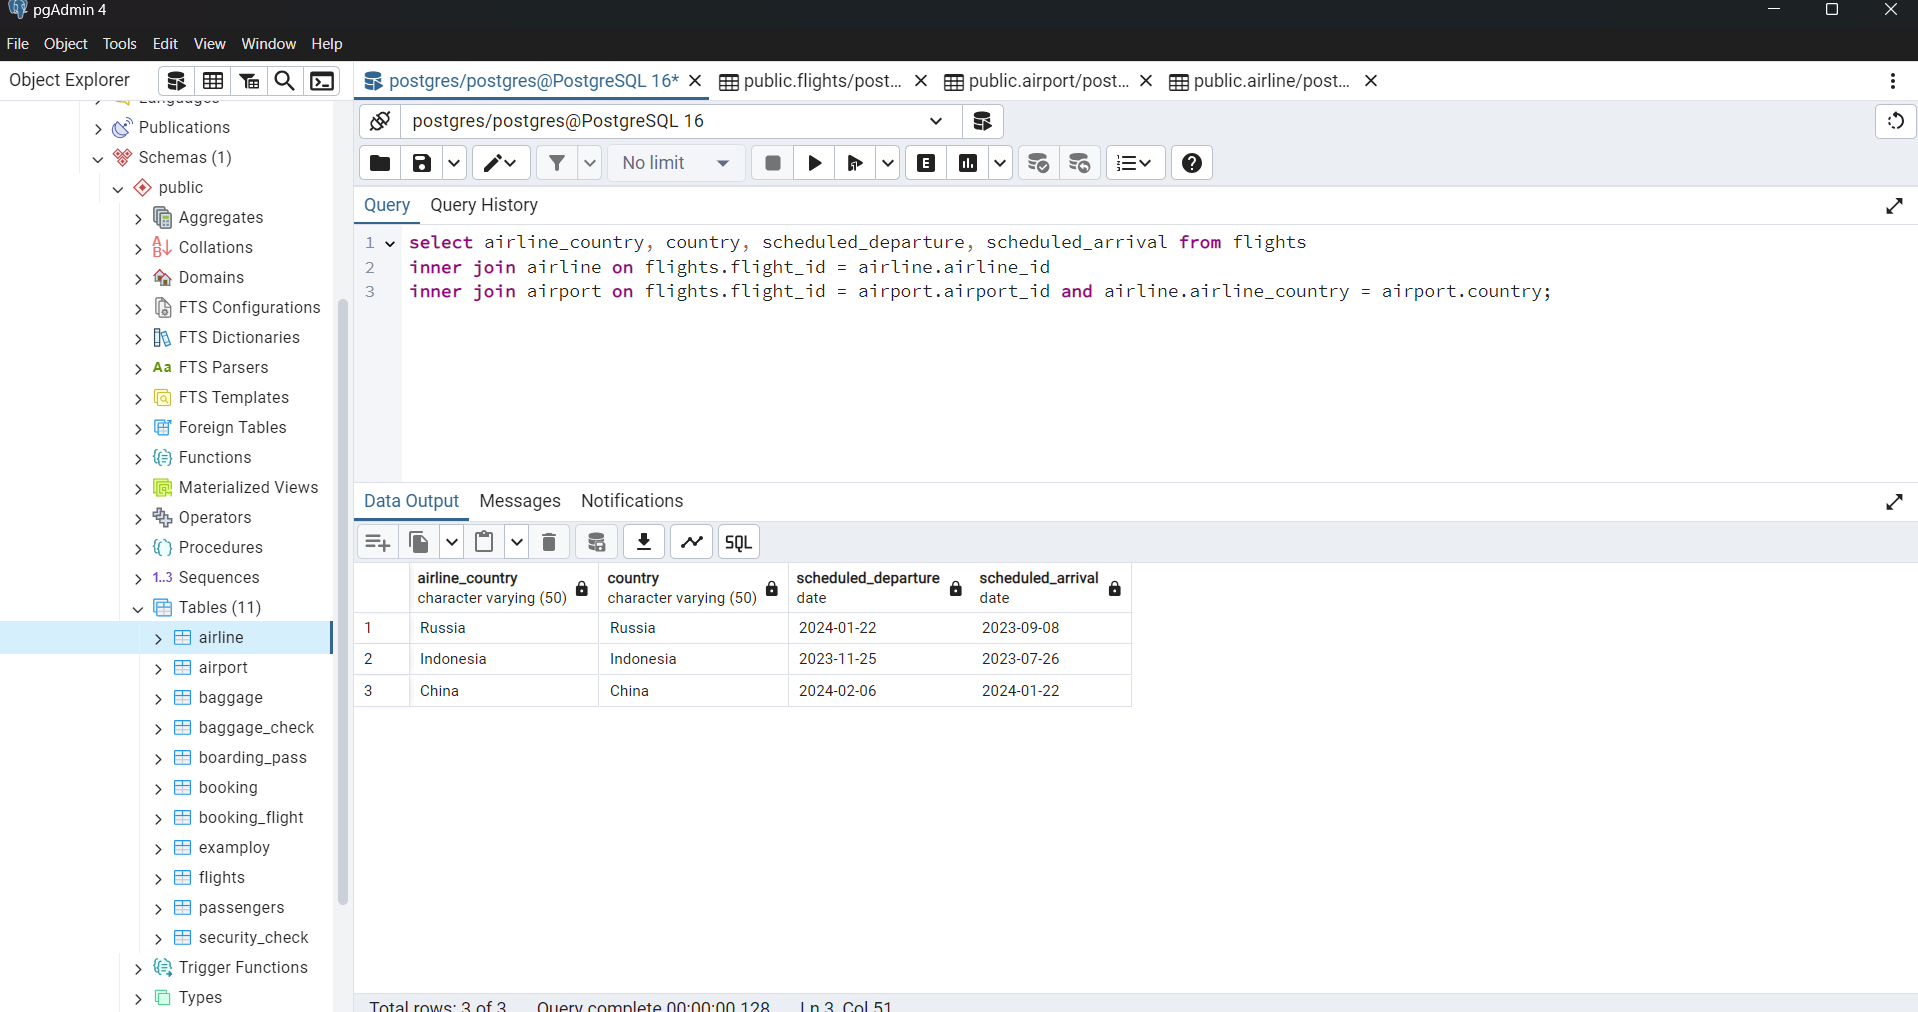 pgAdmin 4
File Object Tools Edit View Window Help
Object Explorer
postgres/postgres@PostgreSQL 16*
public.flights/post...
public.airport/post...
public.airline/post...
postgres/postgres@PostgreSQL 16
No limit
E
Query Query History
1 select airline_country, country, scheduled_departure, scheduled_arrival from flights
2 inner join airline on flights.flight_id = airline.airline_id
3 inner join airport on flights.flight_id = airport.airport_id and airline.airline_country = airport.country;
Data Output Messages Notifications
SQL
airline_country country scheduled_departure scheduled_arrival
character varying (50) character varying (50) date date
1 Russia Russia 2024-01-22 2023-09-08
2 Indonesia Indonesia 2023-11-25 2023-07-26
3 China China 2024-02-06 2024-01-22
Total rows: 3 of 3 Query complete 00:00:00.128 Ln 3, Col 51
Languages
Publications
Schemas (1)
public
Aggregates
Collations
Domains
FTS Configurations
FTS Dictionaries
Aa FTS Parsers
FTS Templates
Foreign Tables
Functions
Materialized Views
Operators
Procedures
1..3 Sequences
Tables (11)
airline
airport
baggage
baggage_check
boarding_pass
booking
booking_flight
examploy
flights
passengers
security_check
Trigger Functions
Types